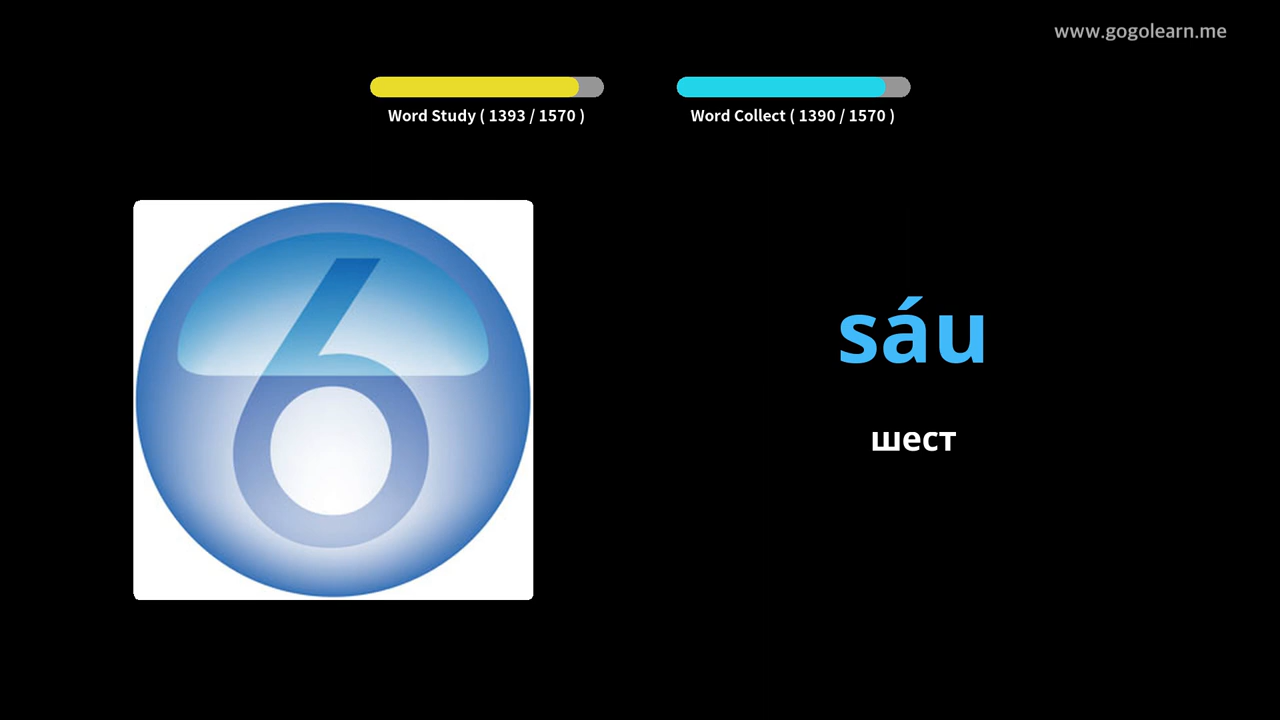 www.gogolearn.me
Word Study ( 1393 / 1570 )
Word Collect ( 1390 / 1570 )
6
sáu
шест